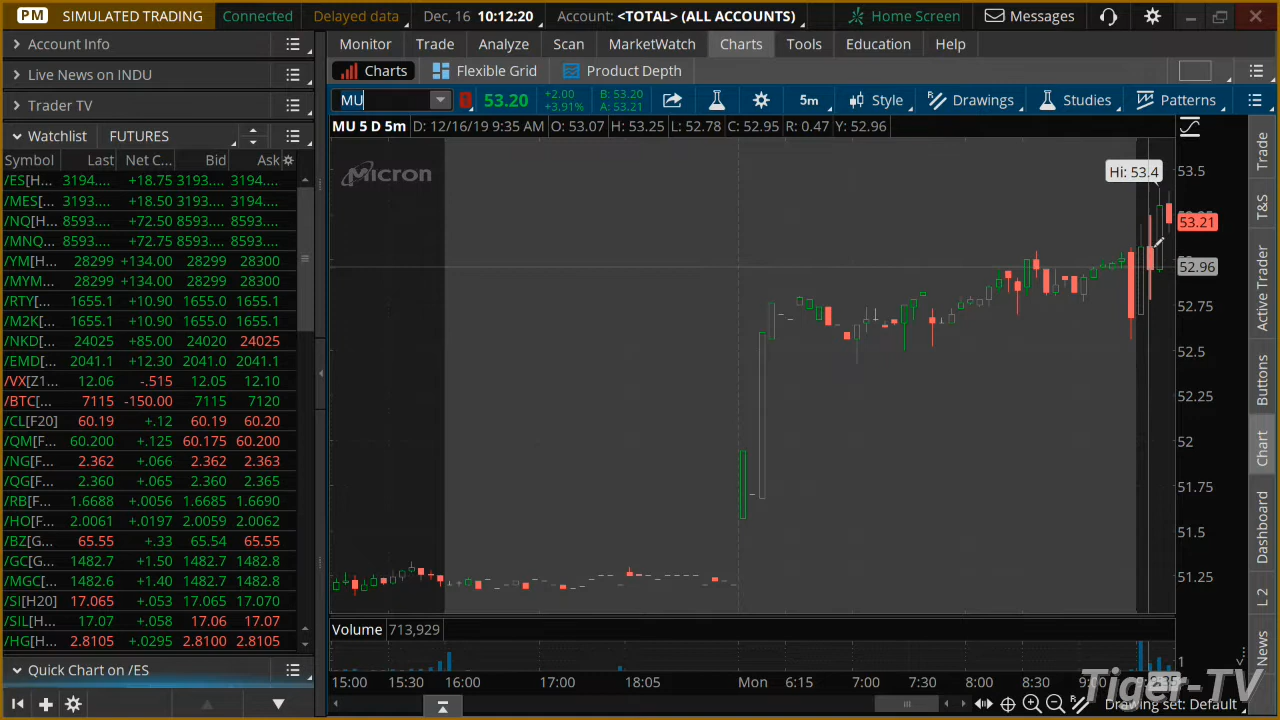 PM SIMULATED TRADING Connected Delayed data Dec, 16 10:12:20 Account: <TOTAL> (ALL ACCOUNTS) Home Screen Messages
Account Info
Live News on INDU
Trader TV
Watchlist FUTURES
Symbol Last Net C... Bid Ask
/ES[H... 3194.... +18.75 3193.... 3194....
/MES[... 3194.... +18.50 3193.... 3194....
/NQ[H... 8593.... +72.50 8593.... 8593....
/MNQ... 8593.... +72.75 8593.... 8593....
/YM[H... 28299 +134.00 28299 28300
/MYM... 28299 +134.00 28299 28300
/RTY[... 1655.1 +10.90 1655.0 1655.1
/M2K[... 1655.1 +10.90 1655.0 1655.1
/NKD[... 24025 +85.00 24020 24025
/EMD[... 2041.1 +12.30 2041.0 2041.1
/VX[Z1... 12.06 -.515 12.05 12.10
/BTC[... 7115 -150.00 7115 7120
/CL[F20] 60.19 +.12 60.19 60.20
/QM[F... 60.200 +.125 60.175 60.200
/NG[F... 2.362 +.066 2.362 2.363
/QG[F... 2.360 +.065 2.360 2.365
/RB[F... 1.6688 +.0056 1.6685 1.6690
/HO[F... 2.0061 +.0197 2.0059 2.0062
/BZ[G... 65.55 +.33 65.54 65.55
/GC[G... 1482.7 +1.50 1482.7 1482.8
/MGC[... 1482.6 +1.40 1482.7 1482.8
/SI[H20] 17.065 +.053 17.065 17.070
/SIL[H... 17.07 +.058 17.06 17.07
/HG[H... 2.8105 +.0295 2.8100 2.8105
Quick Chart on /ES
Monitor Trade Analyze Scan MarketWatch Charts Tools Education Help
Charts Flexible Grid Product Depth
MU 53.20 +2.00 +3.91% B: 53.20 A: 53.21 5m Style Drawings Studies Patterns
MU 5 D 5m D: 12/16/19 9:35 AM O: 53.07 H: 53.25 L: 52.78 C: 52.95 R: 0.47 Y: 52.96
Micron
Hi: 53.4
53.5
53.21
52.96
52.75
52.5
52.25
52
51.75
51.5
51.25
Volume 713,929
1
15:00 15:30 16:00 17:00 18:05 Mon 6:15 7:00 7:30 8:00 8:30 9:00 9:35
Drawing set: Default
Tiger-TV
Trade
T&S
Active Trader
Buttons
Chart
Dashboard
L 2
News